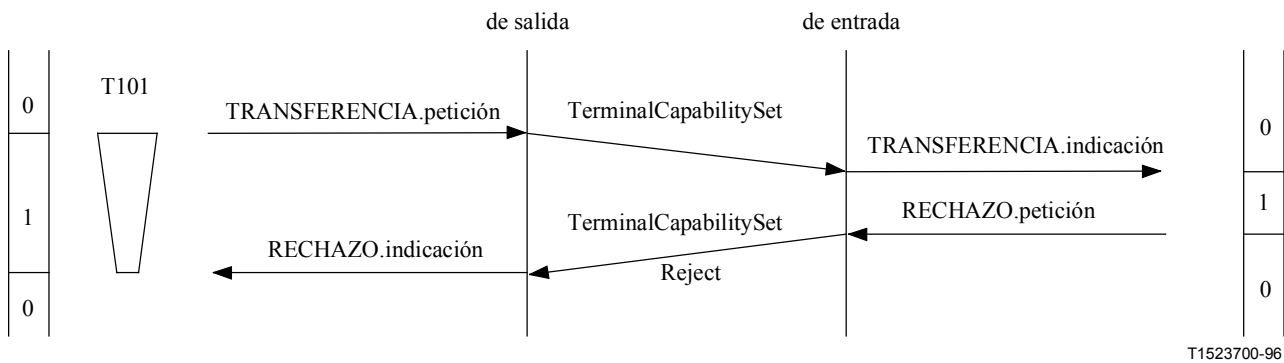 de salida
de entrada
T101
0
TRANSFERENCIA.petición
TerminalCapabilitySet
0
TRANSFERENCIA.indicación
1
TerminalCapabilitySet
RECHAZO.petición
1
RECHAZO.indicación
Reject
0
0
T1523700-96